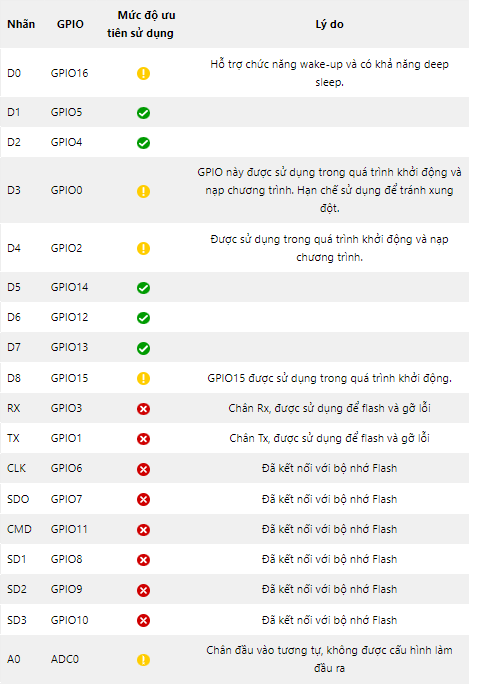 Nhãn GPIO Mức độ ưu tiên sử dụng Lý do
D0 GPIO16 Hỗ trợ chức năng wake-up và có khả năng deep
sleep.
D1 GPIO5
D2 GPIO4
D3 GPIO0 GPIO này được sử dụng trong quá trình khởi động và
nạp chương trình. Hạn chế sử dụng để tránh xung
đột.
D4 GPIO2 Được sử dụng trong quá trình khởi động và nạp
chương trình.
D5 GPIO14
D6 GPIO12
D7 GPIO13
D8 GPIO15 GPIO15 được sử dụng trong quá trình khởi động.
RX GPIO3 Chân Rx, được sử dụng để flash và gỡ lỗi
TX GPIO1 Chân Tx, được sử dụng để flash và gỡ lỗi
CLK GPIO6 Đã kết nối với bộ nhớ Flash
SDO GPIO7 Đã kết nối với bộ nhớ Flash
CMD GPIO11 Đã kết nối với bộ nhớ Flash
SD1 GPIO8 Đã kết nối với bộ nhớ Flash
SD2 GPIO9 Đã kết nối với bộ nhớ Flash
SD3 GPIO10 Đã kết nối với bộ nhớ Flash
A0 ADC0 Chân đầu vào tương tự, không được cấu hình làm
đầu ra